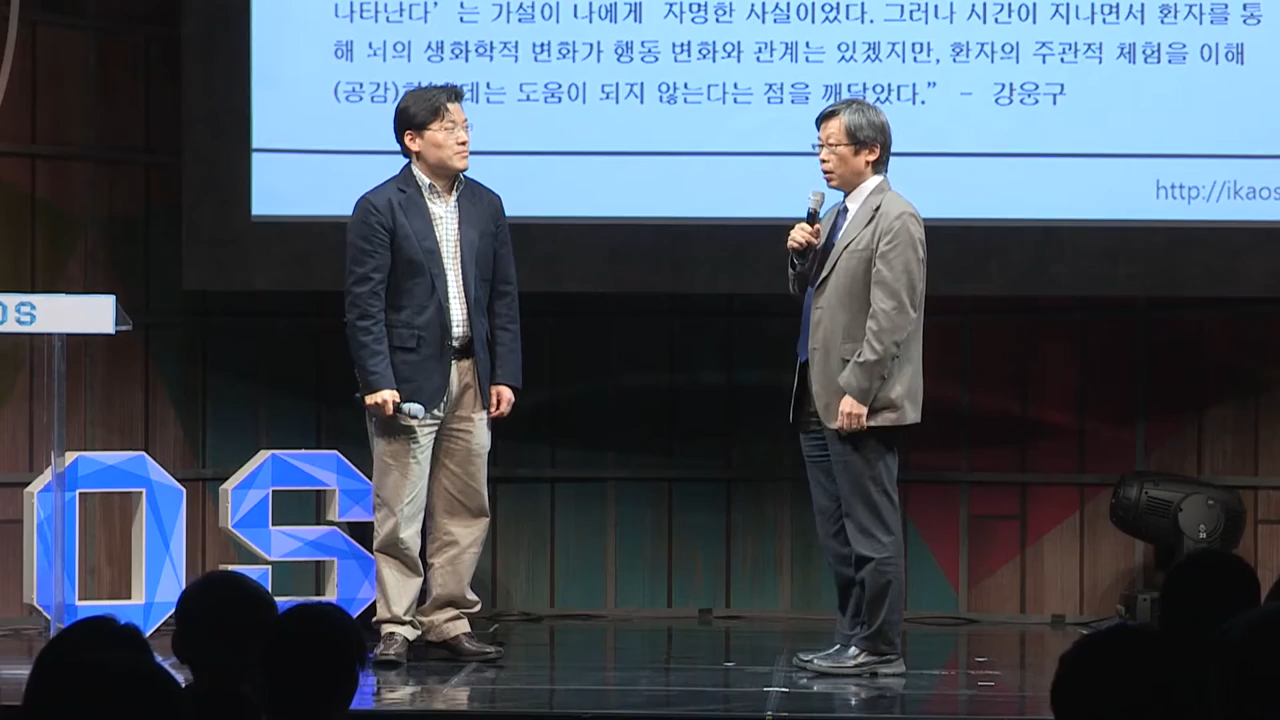 나타난다’ 는 가설이 나에게 자명한 사실이었다. 그러나 시간이 지나면서 환자를 통
해 뇌의 생화학적 변화가 행동 변화와 관계는 있겠지만, 환자의 주관적 체험을 이해
(공감)하는데는 도움이 되지 않는다는 점을 깨달았다.” - 강웅구
http://ikaos
OS
OS